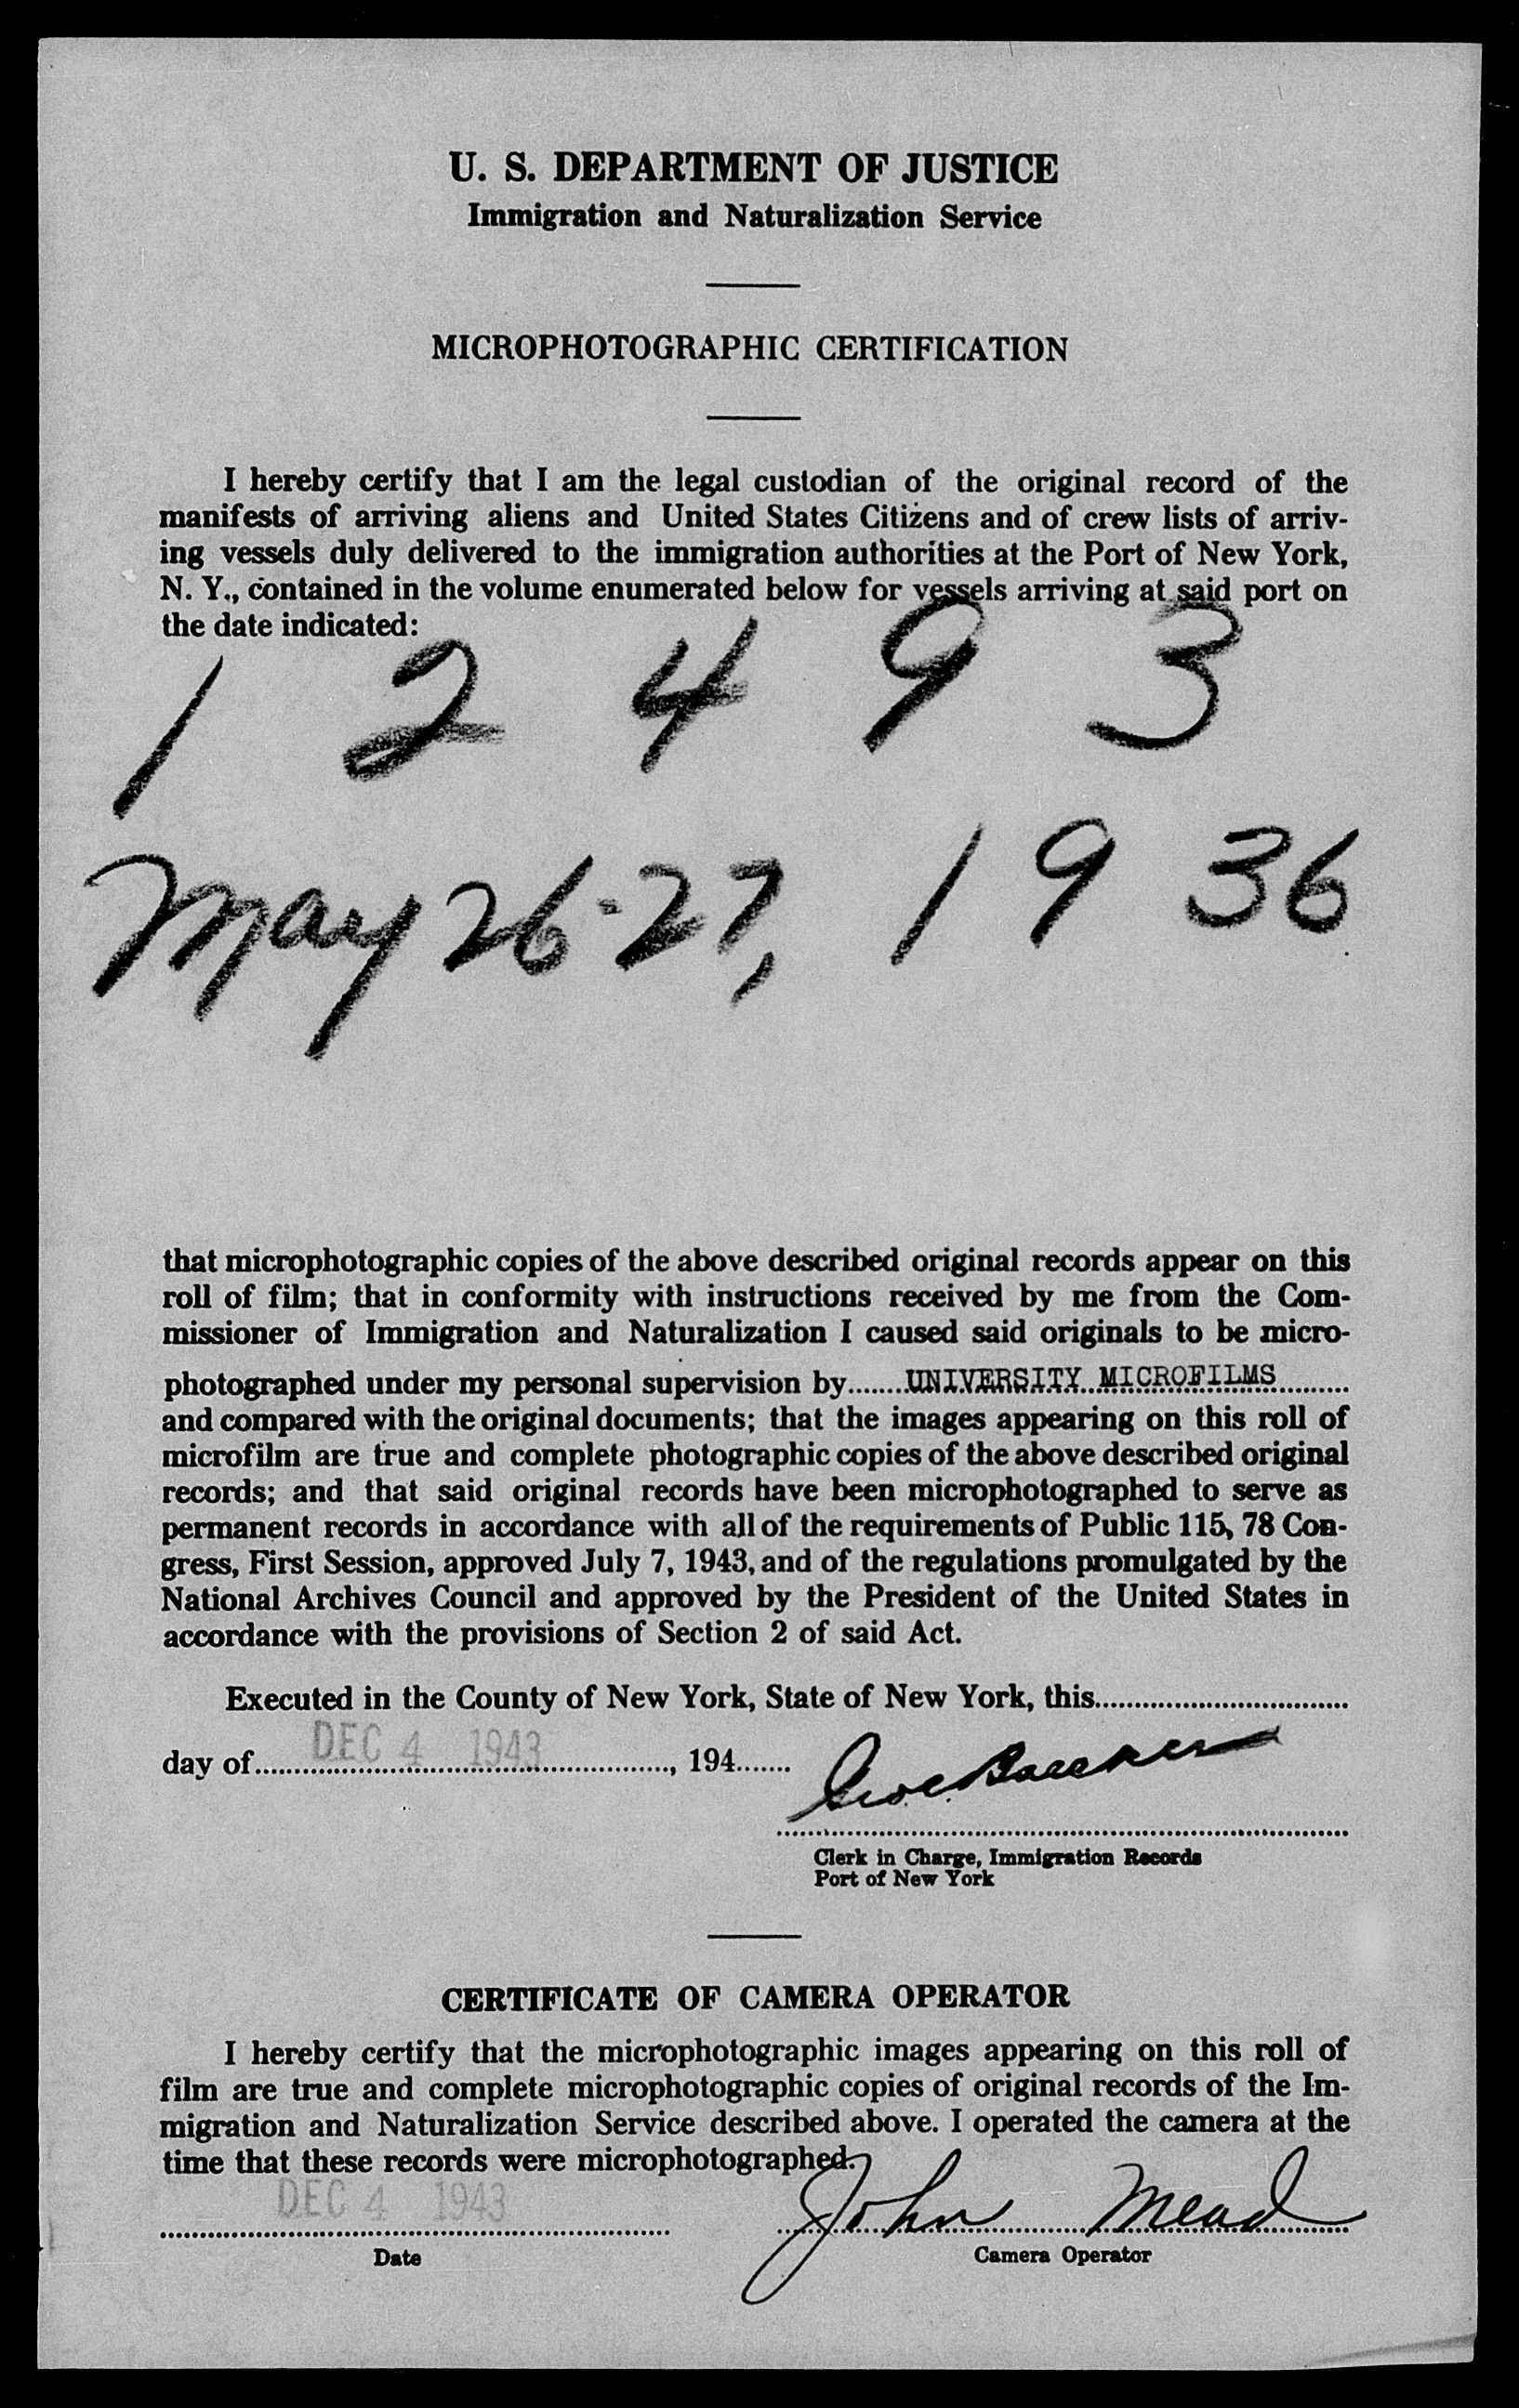 U. S. DEPARTMENT OF JUSTICE
Immigration and Naturalization Service
MICROPHOTOGRAPHIC CERTIFICATION
I hereby certify that I am the legal custodian of the original record of the
manifests of arriving aliens and United States Citizens and of crew lists of arriv-
ing vessels duly delivered to the immigration authorities at the Port of New York,
N. Y., contained in the volume enumerated below for vessels arriving at said port on
the date indicated:
1 2 4 9 3
May 26-27, 1936
that microphotographic copies of the above described original records appear on this
roll of film; that in conformity with instructions received by me from the Com-
missioner of Immigration and Naturalization I caused said originals to be micro-
photographed under my personal supervision by UNIVERSITY MICROFILMS
and compared with the original documents; that the images appearing on this roll of
microfilm are true and complete photographic copies of the above described original
records; and that said original records have been microphotographed to serve as
permanent records in accordance with all of the requirements of Public 115, 78 Con-
gress, First Session, approved July 7, 1943, and of the regulations promulgated by the
National Archives Council and approved by the President of the United States in
accordance with the provisions of Section 2 of said Act.
Executed in the County of New York, State of New York, this
day of DEC 4 1943, 194
Clerk in Charge, Immigration Records
Port of New York
CERTIFICATE OF CAMERA OPERATOR
I hereby certify that the microphotographic images appearing on this roll of
film are true and complete microphotographic copies of original records of the Im-
migration and Naturalization Service described above. I operated the camera at the
time that these records were microphotographed.
DEC 4 1943 John Mead
Date Camera Operator